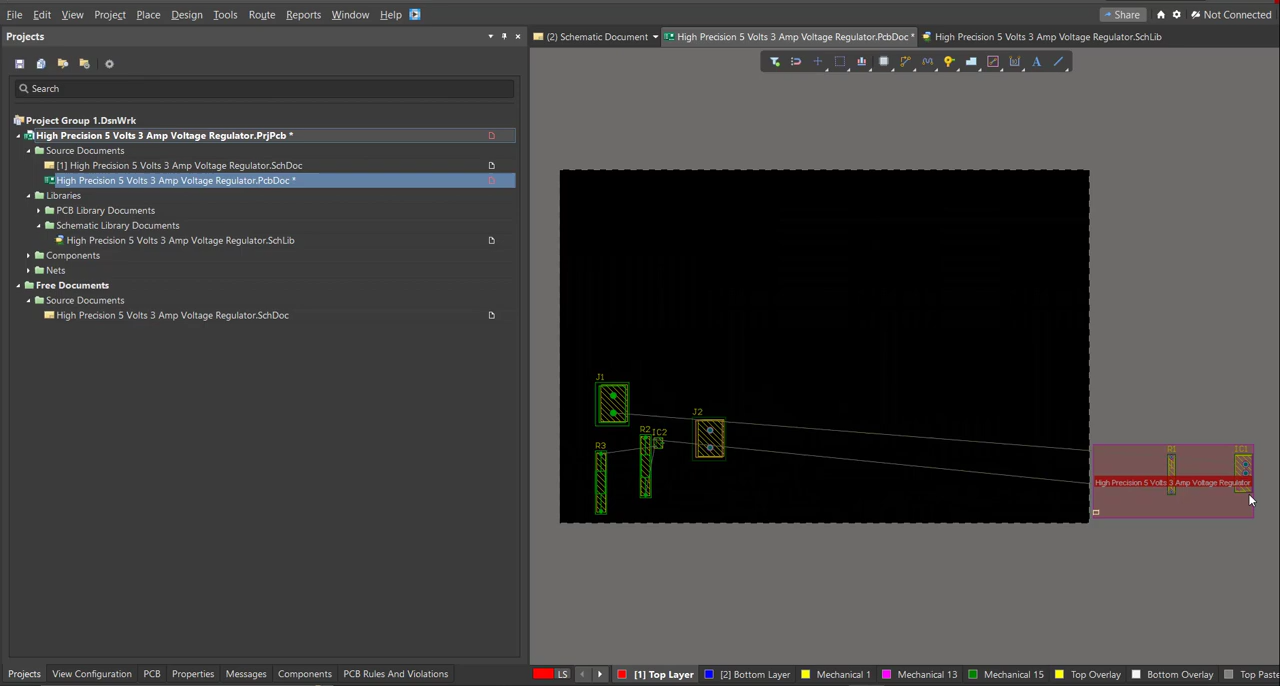 File Edit View Project Place Design Tools Route Reports Window Help Share Not Connected
Projects (2) Schematic Document High Precision 5 Volts 3 Amp Voltage Regulator.PcbDoc * High Precision 5 Volts 3 Amp Voltage Regulator.SchLib
Search
Project Group 1.DsnWrk
High Precision 5 Volts 3 Amp Voltage Regulator.PrjPcb *
Source Documents
[1] High Precision 5 Volts 3 Amp Voltage Regulator.SchDoc
High Precision 5 Volts 3 Amp Voltage Regulator.PcbDoc *
Libraries
PCB Library Documents
Schematic Library Documents
High Precision 5 Volts 3 Amp Voltage Regulator.SchLib
Components
Nets
Free Documents
Source Documents
High Precision 5 Volts 3 Amp Voltage Regulator.SchDoc
J1
J2
R2 IC2
R3
R1 IC1
High Precision 5 Volts 3 Amp Voltage Regulator
Projects View Configuration PCB Properties Messages Components PCB Rules And Violations LS [1] Top Layer [2] Bottom Layer Mechanical 1 Mechanical 13 Mechanical 15 Top Overlay Bottom Overlay Top Paste